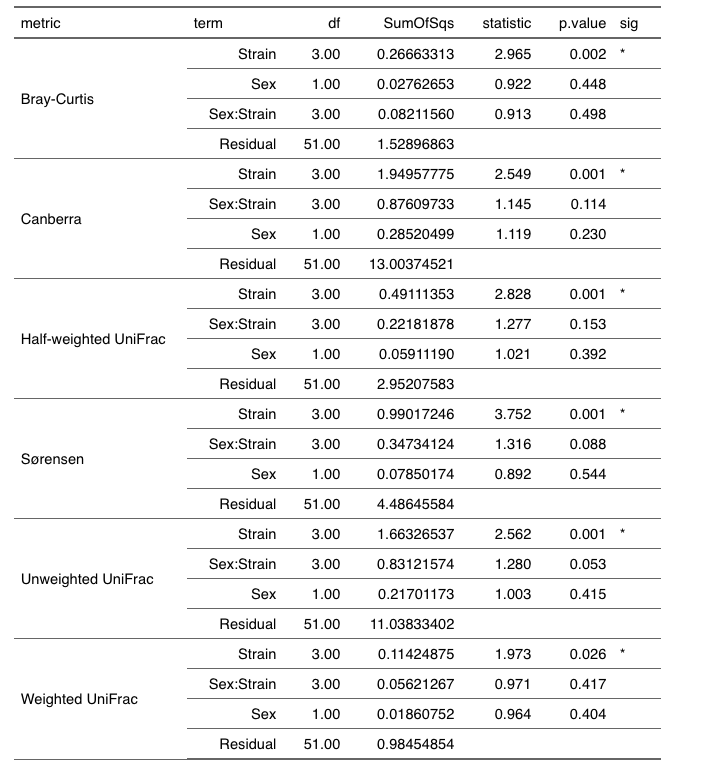 metric term df SumOfSqs statistic p.value sig
Strain 3.00 0.26663313 2.965 0.002 *
Sex 1.00 0.02762653 0.922 0.448
Bray-Curtis
Sex:Strain 3.00 0.08211560 0.913 0.498
Residual 51.00 1.52896863
Strain 3.00 1.94957775 2.549 0.001 *
Sex:Strain 3.00 0.87609733 1.145 0.114
Canberra
Sex 1.00 0.28520499 1.119 0.230
Residual 51.00 13.00374521
Strain 3.00 0.49111353 2.828 0.001 *
Sex:Strain 3.00 0.22181878 1.277 0.153
Half-weighted UniFrac
Sex 1.00 0.05911190 1.021 0.392
Residual 51.00 2.95207583
Strain 3.00 0.99017246 3.752 0.001 *
Sex:Strain 3.00 0.34734124 1.316 0.088
Sørensen
Sex 1.00 0.07850174 0.892 0.544
Residual 51.00 4.48645584
Strain 3.00 1.66326537 2.562 0.001 *
Sex:Strain 3.00 0.83121574 1.280 0.053
Unweighted UniFrac
Sex 1.00 0.21701173 1.003 0.415
Residual 51.00 11.03833402
Strain 3.00 0.11424875 1.973 0.026 *
Sex:Strain 3.00 0.05621267 0.971 0.417
Weighted UniFrac
Sex 1.00 0.01860752 0.964 0.404
Residual 51.00 0.98454854